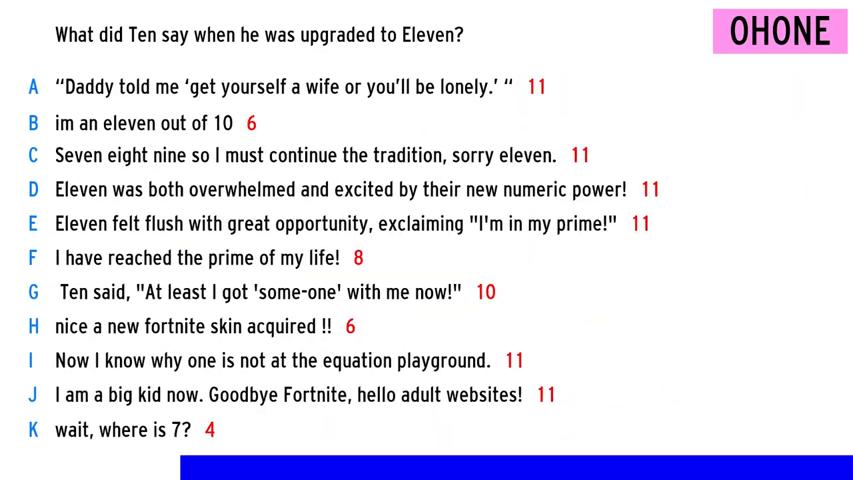 What did Ten say when he was upgraded to Eleven?
OHONE
A “Daddy told me ‘get yourself a wife or you’ll be lonely.’ “ 11
B im an eleven out of 10 6
C Seven eight nine so I must continue the tradition, sorry eleven. 11
D Eleven was both overwhelmed and excited by their new numeric power! 11
E Eleven felt flush with great opportunity, exclaiming "I'm in my prime!" 11
F I have reached the prime of my life! 8
G Ten said, "At least I got 'some-one' with me now!" 10
H nice a new fortnite skin acquired !! 6
I Now I know why one is not at the equation playground. 11
J I am a big kid now. Goodbye Fortnite, hello adult websites! 11
K wait, where is 7? 4